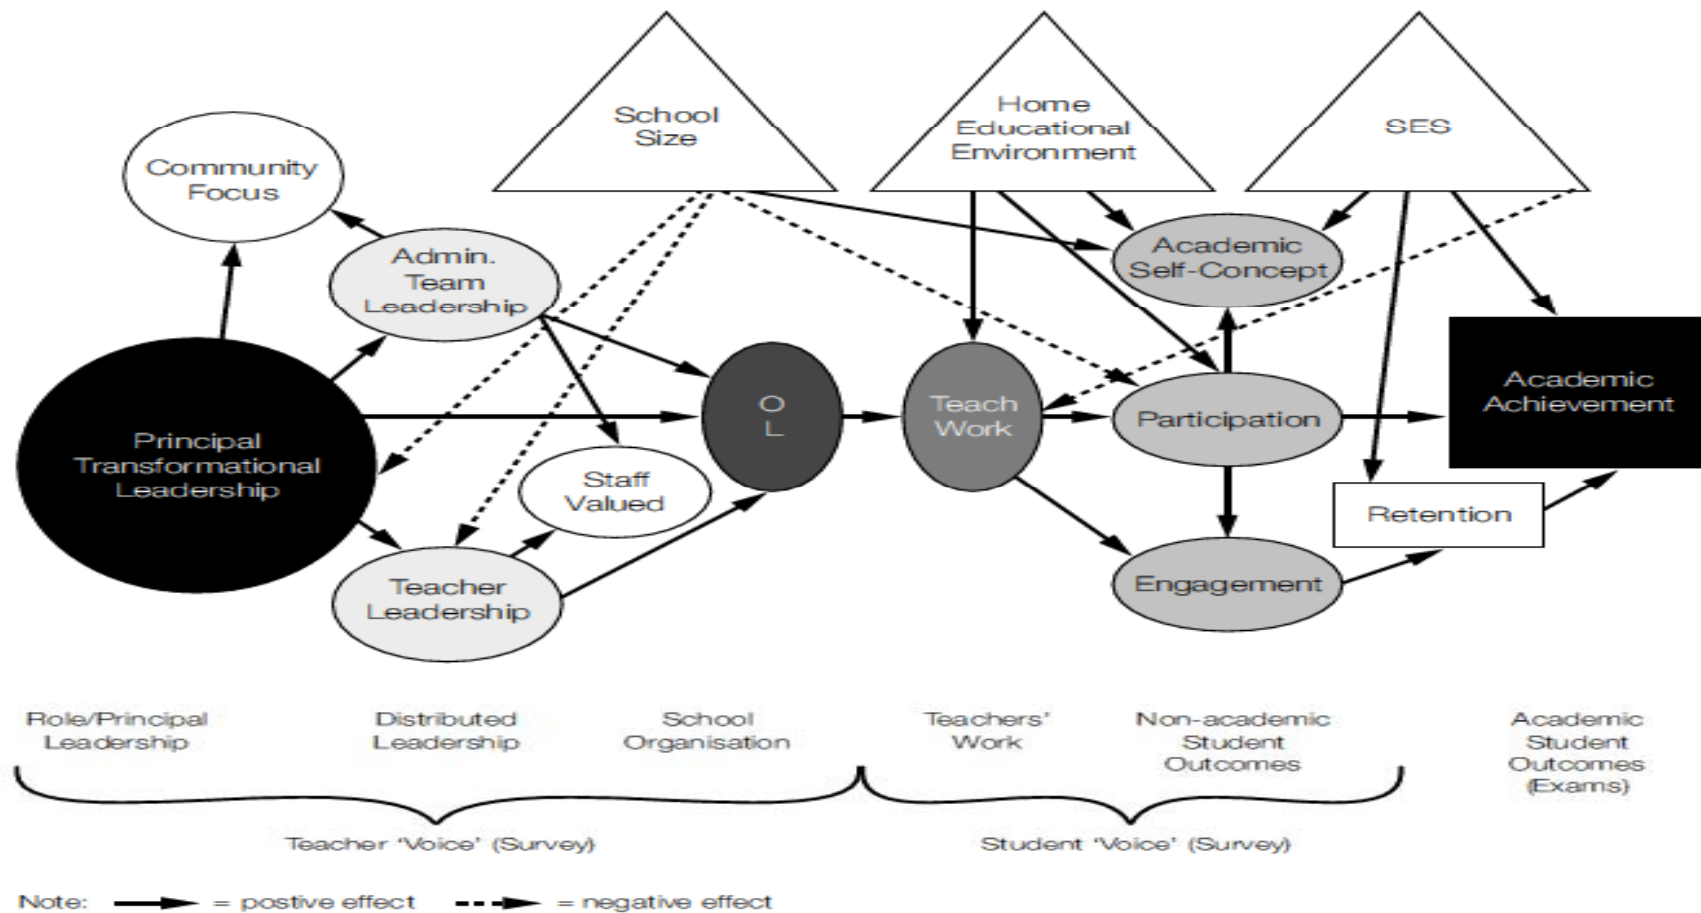 School
Size
Home
Educational
Environment
SES
Community
Focus
Admin.
Team
Leadership
Academic
Self-Concept
Principal
Transformational
Leadership
O
L
Teach
Work
Participation
Academic
Achievement
Staff
Valued
Retention
Teacher
Leadership
Engagement
Role/Principal
Leadership
Distributed
Leadership
School
Organisation
Teachers'
Work
Non-academic
Student
Outcomes
Academic
Student
Outcomes
(Exams)
Teacher 'Voice' (Survey)
Student 'Voice' (Survey)
Note: = postive effect = negative effect